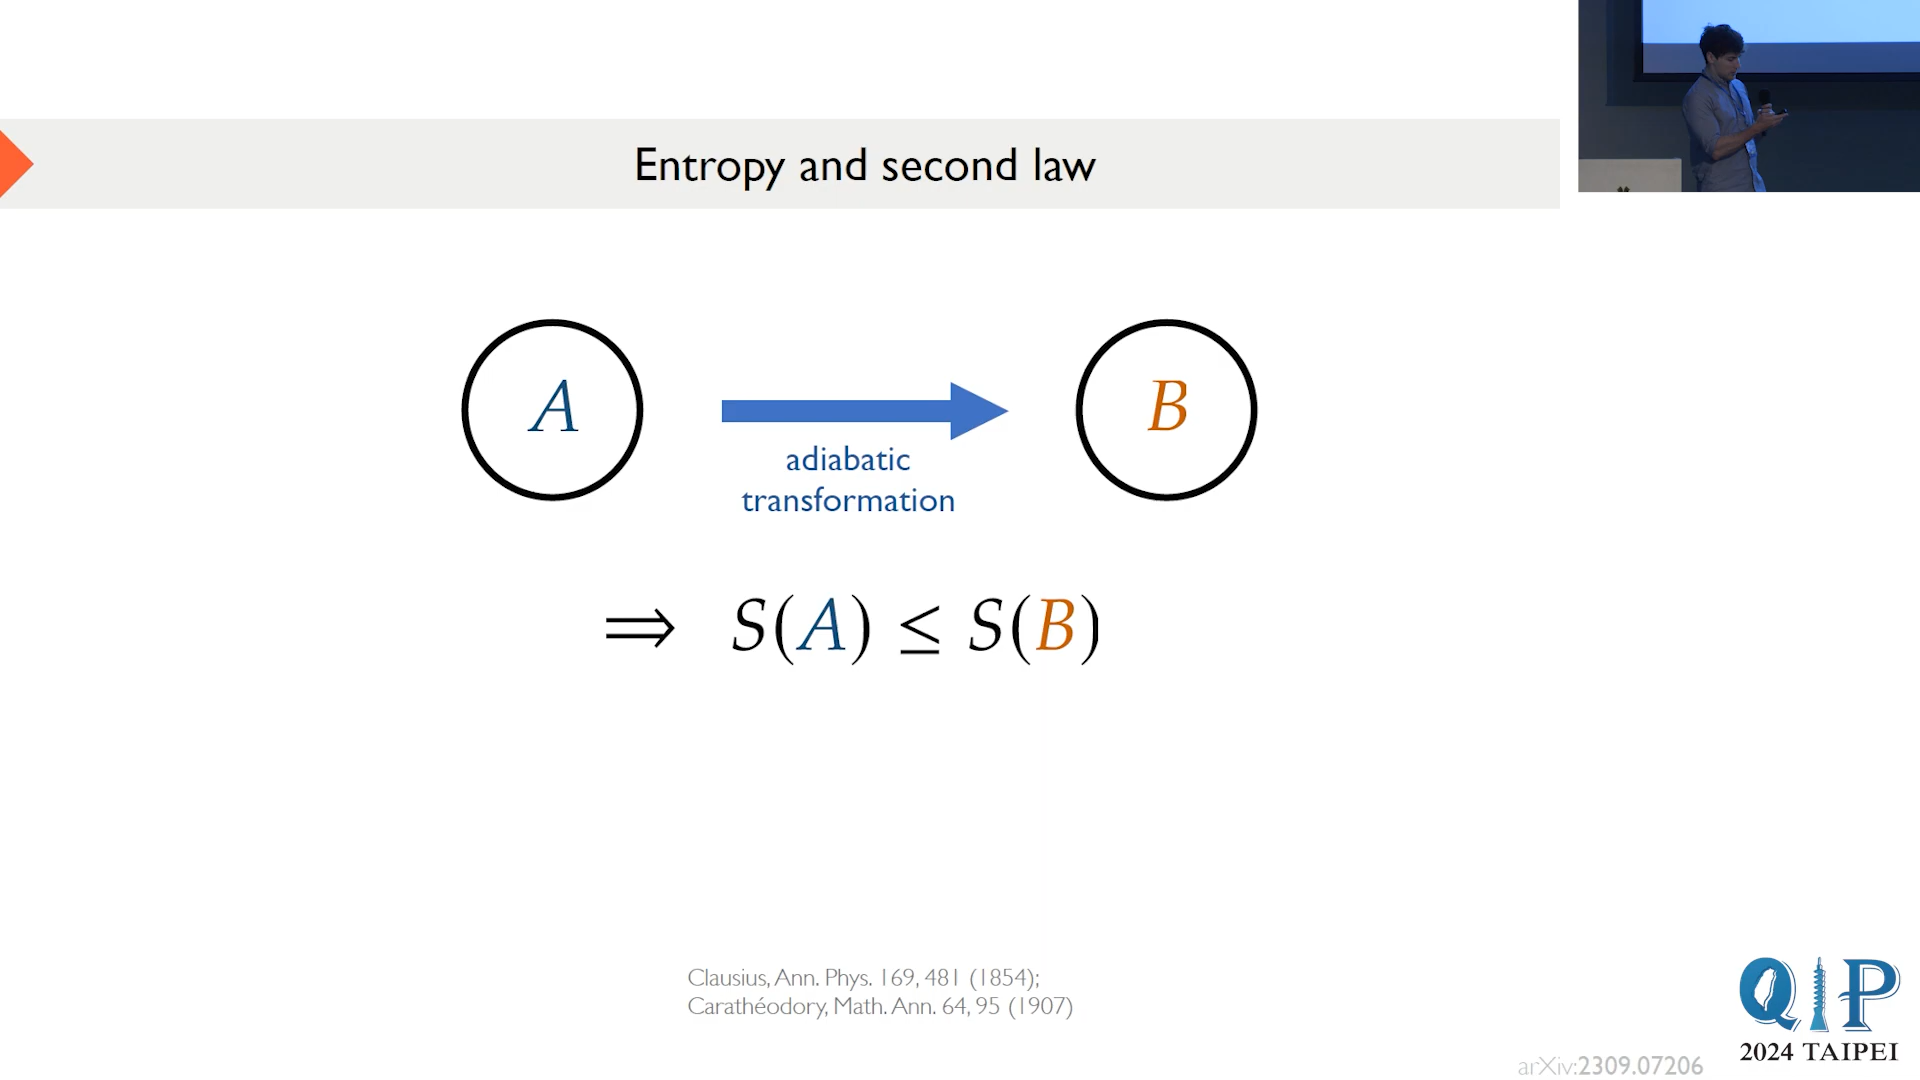 Entropy and second law
A
B
adiabatic
transformation
⟹ S(A) ≤ S(B)
Clausius, Ann. Phys. 169, 481 (1854);
Carathéodory, Math. Ann. 64, 95 (1907)
QIP
2024 TAIPEI
arXiv:2309.07206